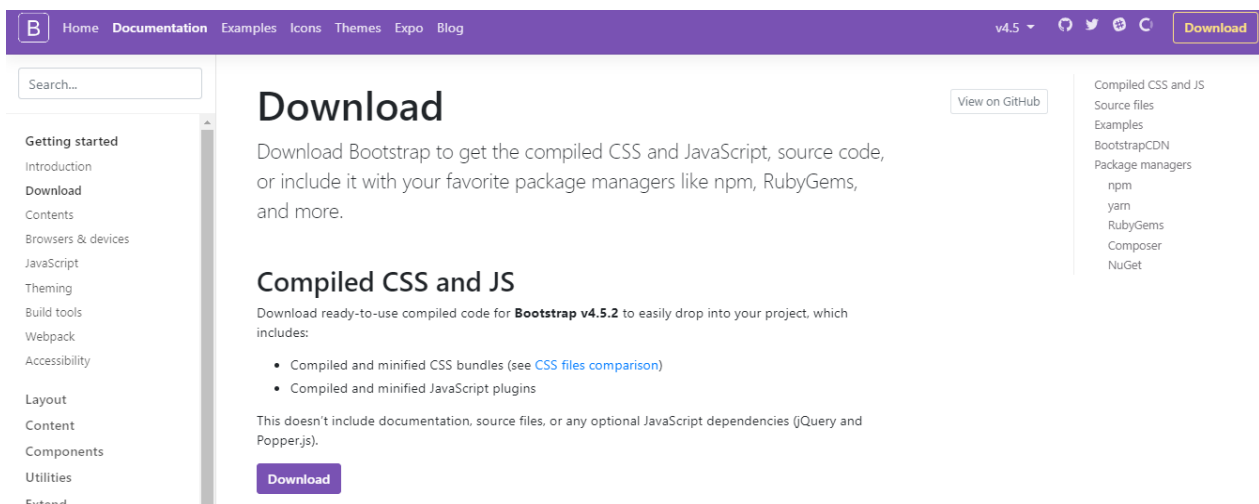 B Home Documentation Examples Icons Themes Expo Blog v4.5 Download
Search...
Getting started
Introduction
Download
Contents
Browsers & devices
JavaScript
Theming
Build tools
Webpack
Accessibility
Layout
Content
Components
Utilities
Extend
Download
View on GitHub
Download Bootstrap to get the compiled CSS and JavaScript, source code,
or include it with your favorite package managers like npm, RubyGems,
and more.
Compiled CSS and JS
Download ready-to-use compiled code for Bootstrap v4.5.2 to easily drop into your project, which
includes:
• Compiled and minified CSS bundles (see CSS files comparison)
• Compiled and minified JavaScript plugins
This doesn't include documentation, source files, or any optional JavaScript dependencies (jQuery and
Popper.js).
Download
Compiled CSS and JS
Source files
Examples
BootstrapCDN
Package managers
npm
yarn
RubyGems
Composer
NuGet